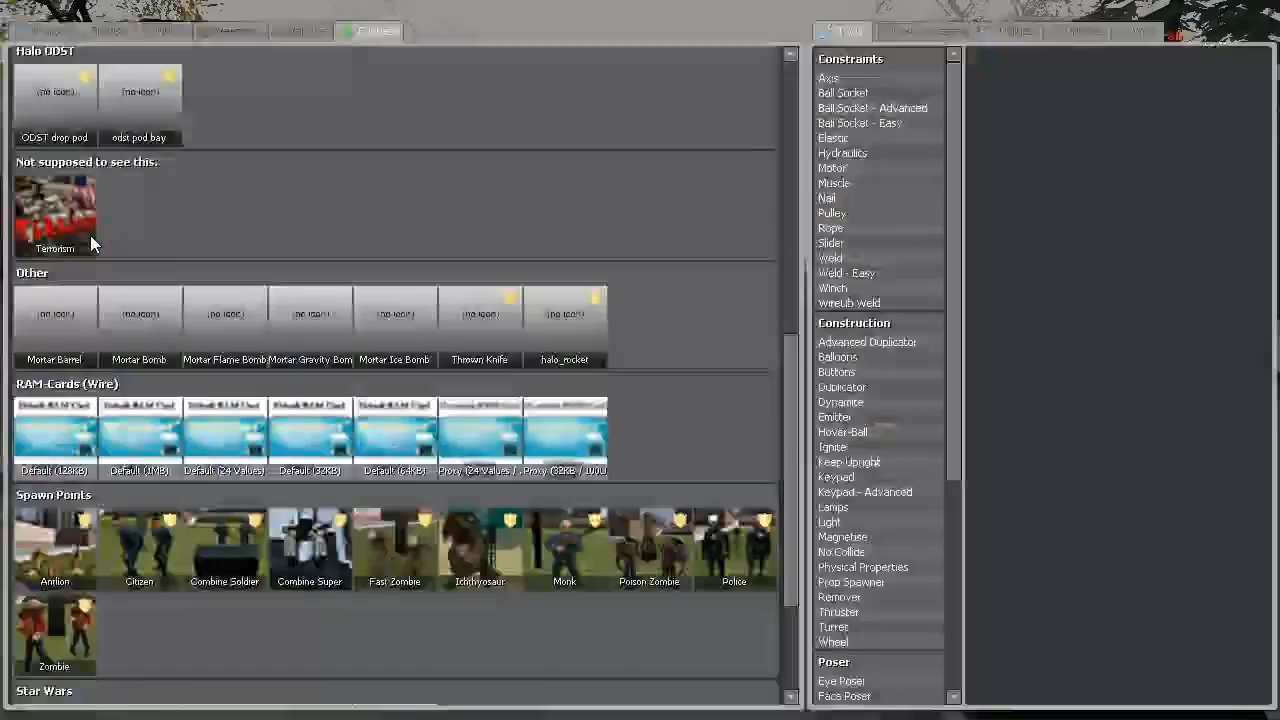 Halo ODST
(no icon)
(no icon)
ODST drop pod
odst pod bay
Not supposed to see this.
Terrorism
Other
(no icon)
(no icon)
(no icon)
(no icon)
(no icon)
(no icon)
(no icon)
Mortar Barrel
Mortar Bomb
Mortar Flame Bomb
Mortar Gravity Bom
Mortar Ice Bomb
Thrown Knife
halo_rocket
RAM-Cards (Wire)
Default (128KB)
Default (1MB)
Default (24 Values)
Default (32KB)
Default (64KB)
Proxy (24 Values / .
Proxy (32KB / 100U
Spawn Points
Antlion
Citizen
Combine Soldier
Combine Super
Fast Zombie
Ichthyosaur
Monk
Poison Zombie
Police
Zombie
Star Wars
Constraints
Axis
Ball Socket
Ball Socket - Advanced
Ball Socket - Easy
Elastic
Hydraulics
Motor
Muscle
Nail
Pulley
Rope
Slider
Weld
Weld - Easy
Winch
WireUb Weld
Construction
Advanced Duplicator
Balloons
Buttons
Duplicator
Dynamite
Emitter
Hover-Ball
Ignite
Keep Upright
Keypad
Keypad - Advanced
Lamps
Light
Magnetise
No Collide
Physical Properties
Prop Spawner
Remover
Thruster
Turret
Wheel
Poser
Eye Poser
Face Poser